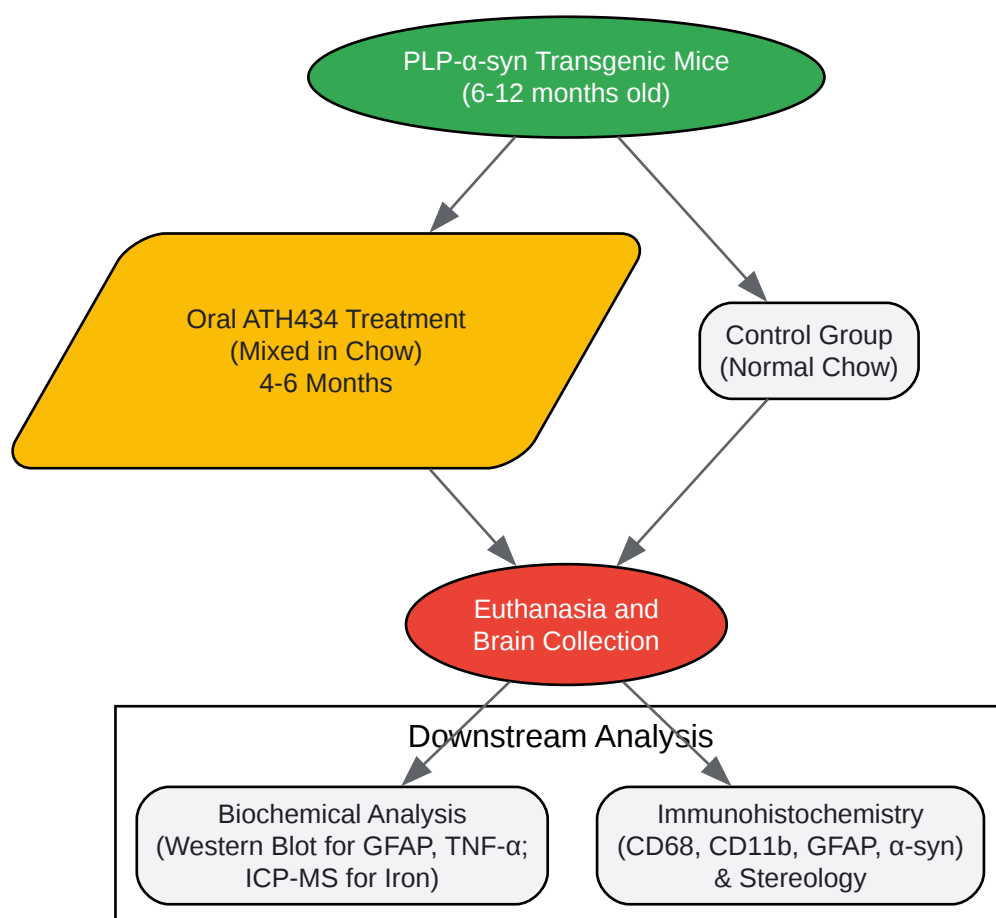 PLP-α-syn Transgenic Mice
(6-12 months old)
Oral ATH434 Treatment
(Mixed in Chow)
4-6 Months
Control Group
(Normal Chow)
Euthanasia and
Brain Collection
Downstream Analysis
Biochemical Analysis
(Western Blot for GFAP, TNF-α;
ICP-MS for Iron)
Immunohistochemistry
(CD68, CD11b, GFAP, α-syn)
& Stereology